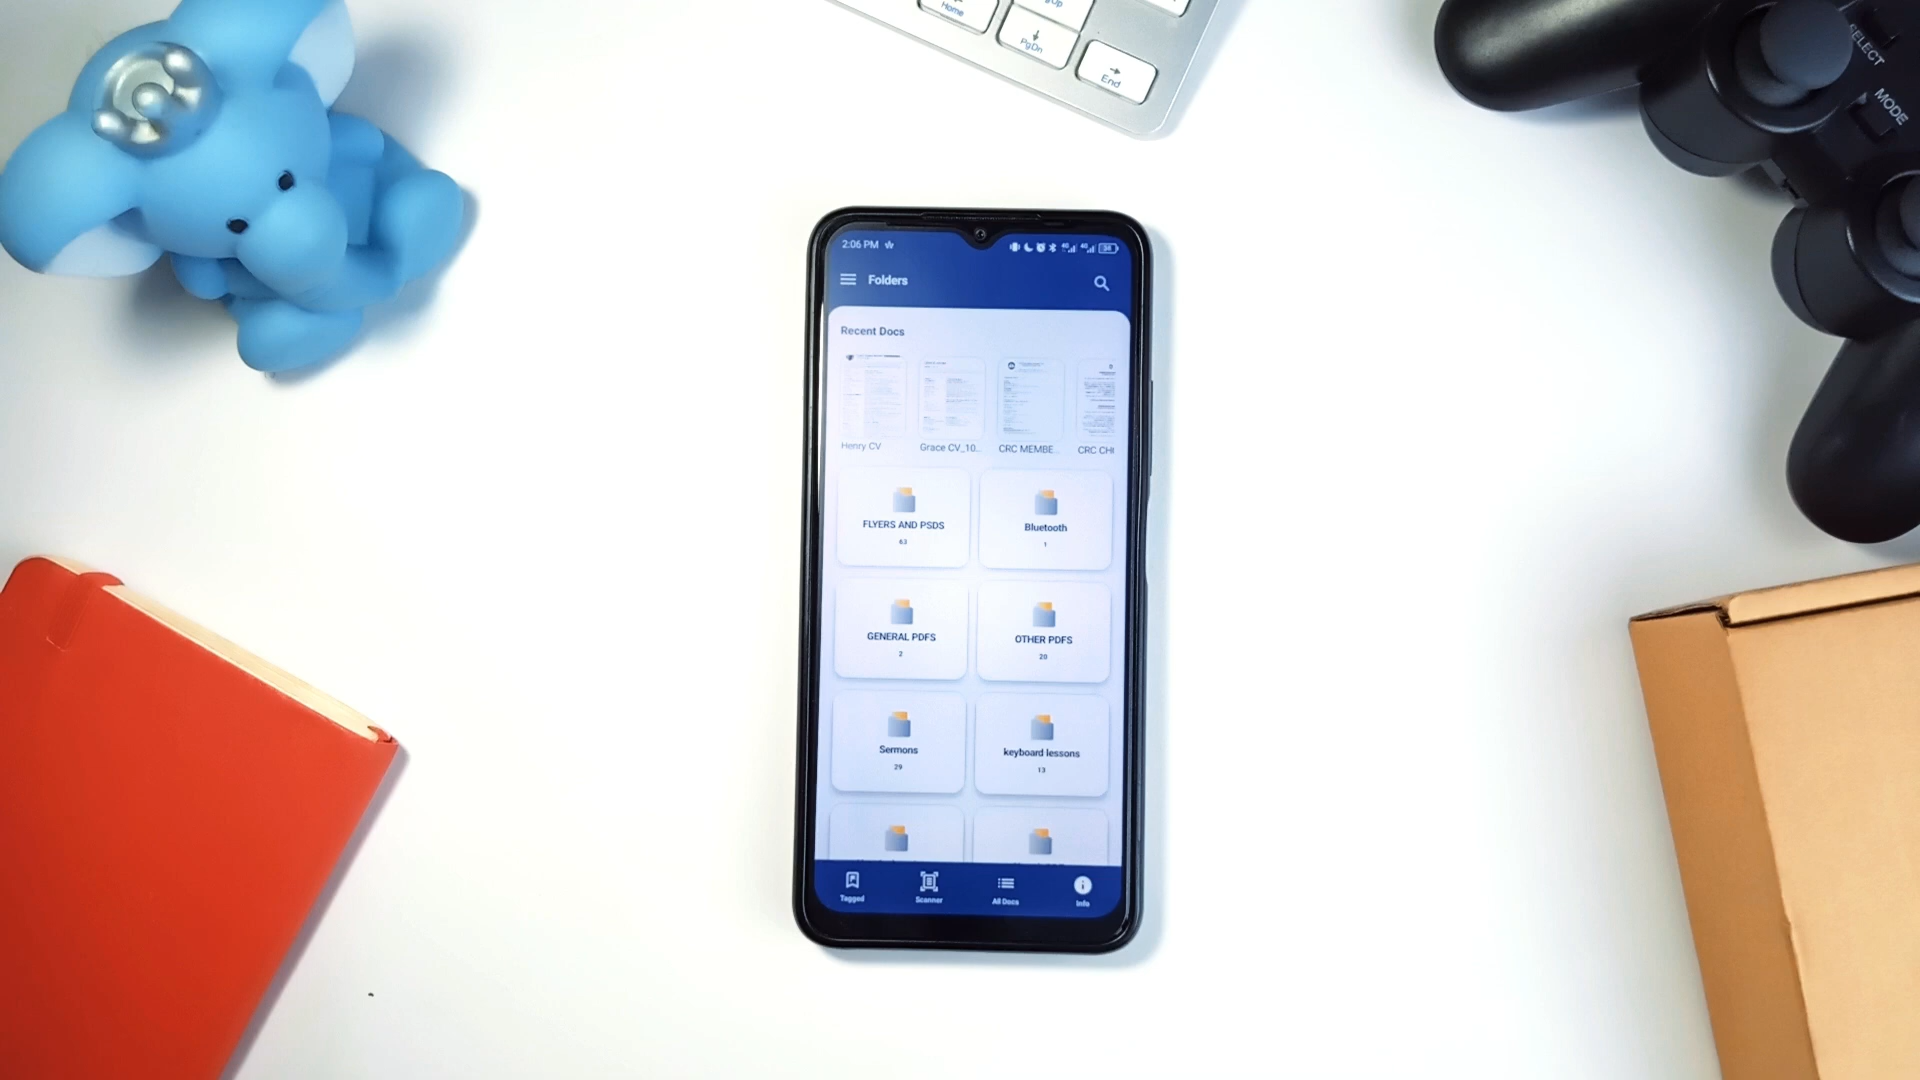 Home
PgUp
PgDn
End
SELECT
MODE
2:06 PM
Folders
Recent Docs
Henry CV
Grace CV_10...
CRC MEMBE...
CRC CH
FLYERS AND PSDS
63
Bluetooth
1
GENERAL PDFS
2
OTHER PDFS
20
Sermons
29
keyboard lessons
13
Tagged
Scanner
All Docs
Info